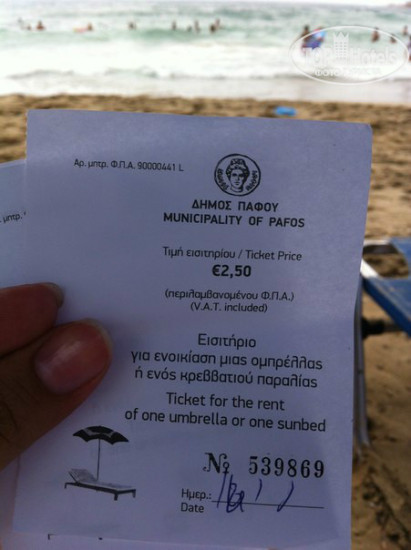 Αρ. μητρ. Φ.Π.Α. 90000441 L
ΔΗΜΟΣ ΠΑΦΟΥ
MUNICIPALITY OF PAFOS
Τιμή εισιτηρίου / Ticket Price
€2,50
(περιλαμβανομένου Φ.Π.Α.)
(V.A.T. included)
Εισιτήριο
για ενοικίαση μιας ομπρέλλας
ή ενός κρεββατιού παραλίας
Ticket for the rent
of one umbrella or one sunbed
№ 539869
Ημερ.:
Date